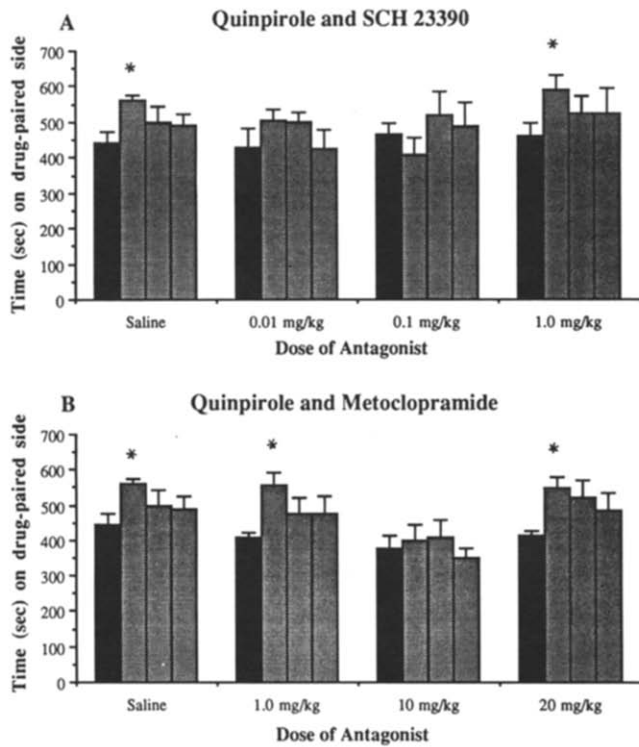 A
Quinpirole and SCH 23390
*
*
Time (sec) on drug-paired side
700
600
500
400
300
200
100
0
Saline
0.01 mg/kg
0.1 mg/kg
1.0 mg/kg
Dose of Antagonist
B
Quinpirole and Metoclopramide
*
*
*
Time (sec) on drug-paired side
700
600
500
400
300
200
100
0
Saline
1.0 mg/kg
10 mg/kg
20 mg/kg
Dose of Antagonist